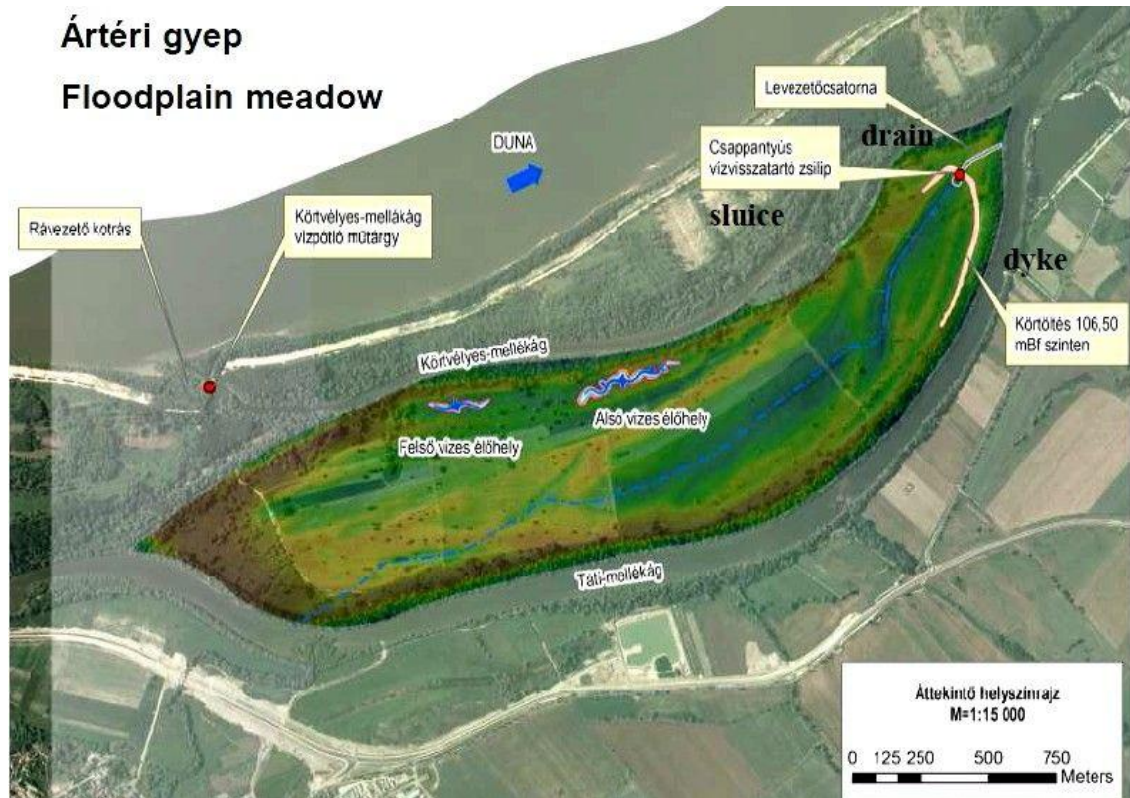 Ártéri gyep
Floodplain meadow
Levezetőcsatorna
drain
Csappantyús
vízvisszatartó zsilip
DUNA
sluice
Rávezető kotrás
Körtvélyes-mellékág
vízpótló műtárgy
dyke
Körtöltés 106,50
mBf szinten
Körtvélyes-mellékág
Alsó vizes élőhely
Felső vizes élőhely
Táti-mellékág
Áttekintő helyszínrajz
M=1:15 000
0 125 250 500 750
Meters